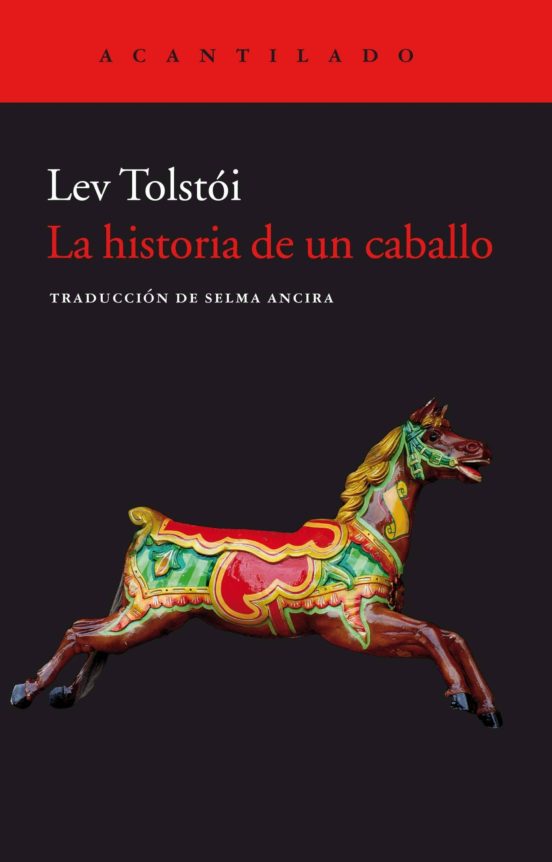 ACANTILADO
Lev Tolstói
La historia de un caballo
TRADUCCIÓN DE SELMA ANCIRA